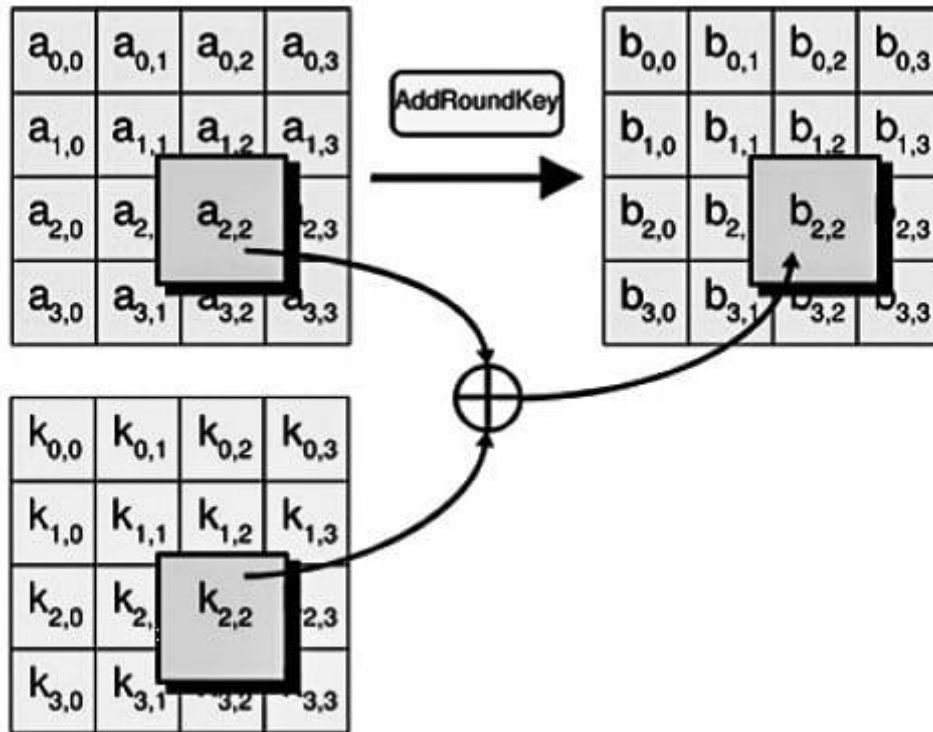 a0,0 a0,1 a0,2 a0,3
a1,0 a1,1 a1,2 a1,3
a2,0 a2, a2,2 2,3
a3,0 a3,1 a3,2 a3,3
AddRoundKey
b0,0 b0,1 b0,2 b0,3
b1,0 b1,1 b1,2 b1,3
b2,0 b2, b2,2 2,3
b3,0 b3,1 b3,2 b3,3
k0,0 k0,1 k0,2 k0,3
k1,0 k1,1 k1,2 k1,3
k2,0 k2, k2,2 2,3
k3,0 k3,1 3,2 3,3